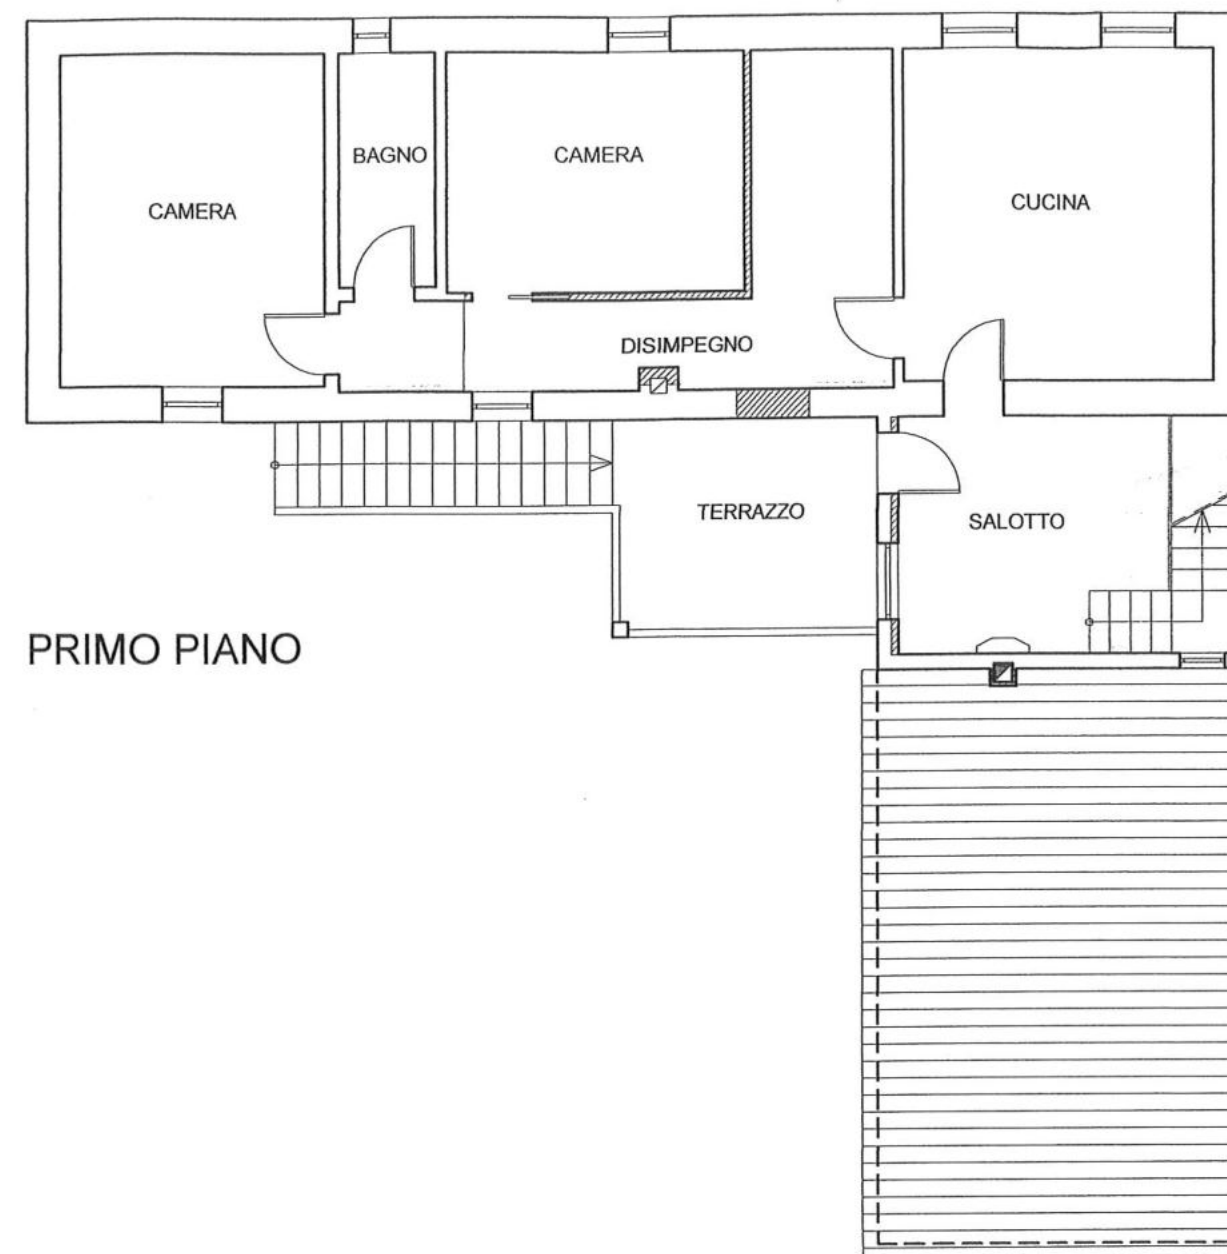 BAGNO
CAMERA
CAMERA
CUCINA
DISIMPEGNO
TERRAZZO
SALOTTO
PRIMO PIANO